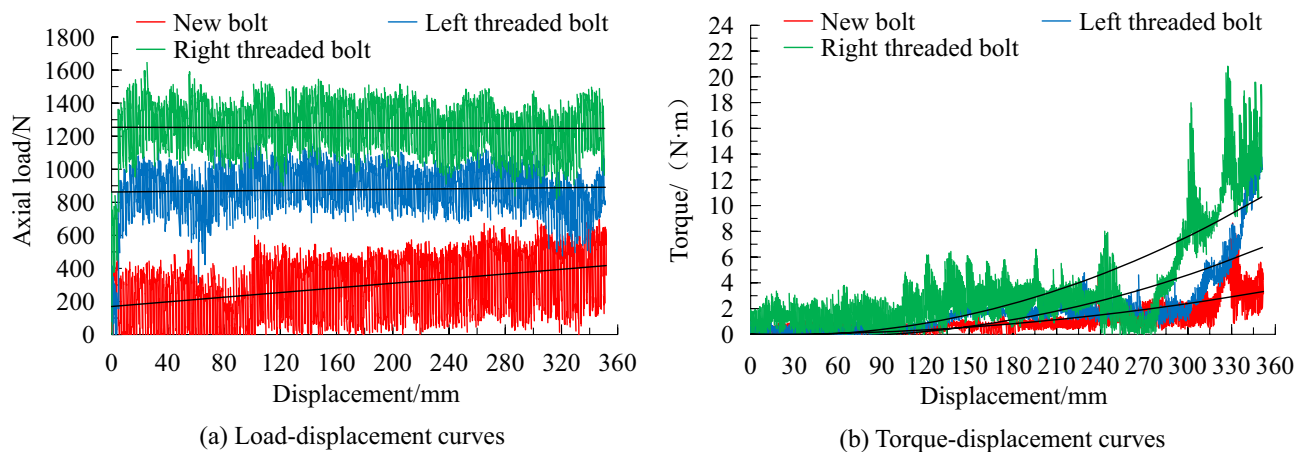 New bolt
Left threaded bolt
Right threaded bolt
1800
1600
1400
1200
1000
800
600
400
200
0
Axial load/N
0 40 80 120 160 200 240 280 320 360
Displacement/mm
(a) Load-displacement curves
New bolt
Left threaded bolt
Right threaded bolt
24
22
20
18
16
14
12
10
8
6
4
2
0
Torque/（N·m）
0 30 60 90 120 150 180 210 240 270 300 330 360
Displacement/mm
(b) Torque-displacement curves